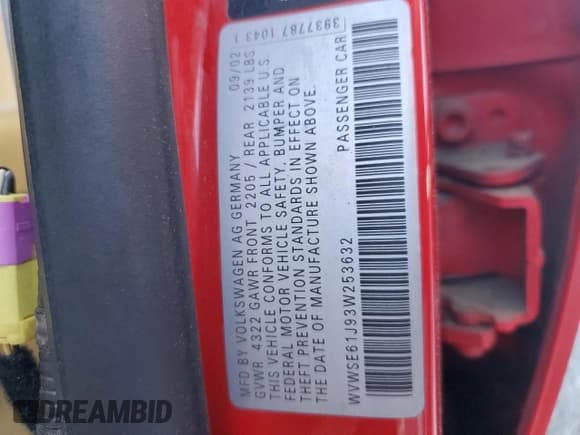 3937787 1043 1
09/02
MFD BY VOLKSWAGEN AG GERMANY
GVWR 4322 GAWR FRONT 2205 / REAR 2139 LBS
THIS VEHICLE CONFORMS TO ALL APPLICABLE U.S.
FEDERAL MOTOR VEHICLE SAFETY, BUMPER AND
THEFT PREVENTION STANDARDS IN EFFECT ON
THE DATE OF MANUFACTURE SHOWN ABOVE.
WVWSE61J93W253632 PASSENGER CAR
DREAMBID